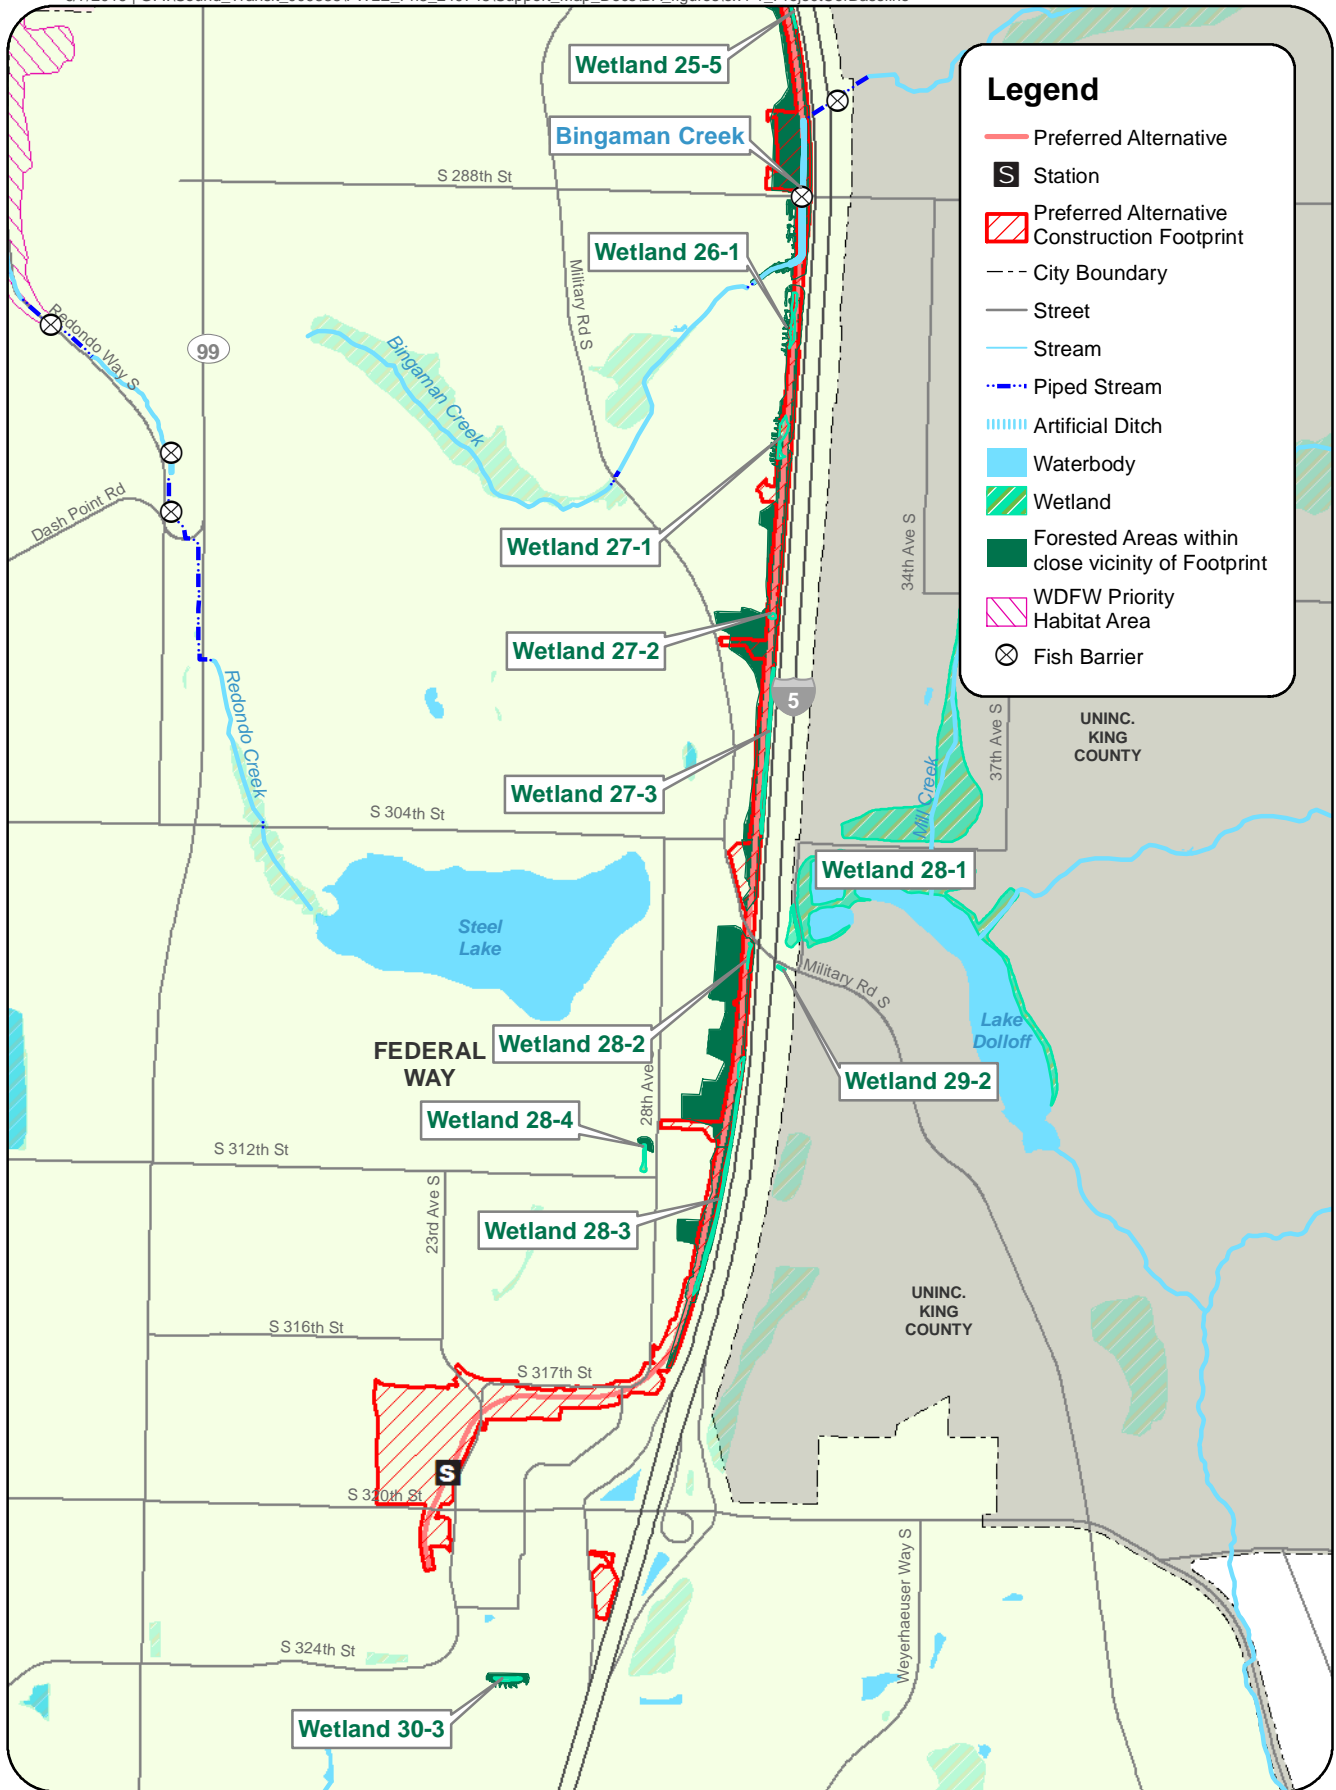 Wetland 25-5
Bingaman Creek
S 288th St
Wetland 26-1
Military Rd S
Redondo Way S
99
Bingaman Creek
Dash Point Rd
Wetland 27-1
34th Ave S
Wetland 27-2
Redondo Creek
5
37th Ave S
UNINC.
KING
COUNTY
Mill Creek
Wetland 27-3
S 304th St
Wetland 28-1
Steel
Lake
Military Rd S
Lake
Dolloff
FEDERAL
WAY
Wetland 28-2
28th Ave
Wetland 29-2
Wetland 28-4
S 312th St
23rd Ave S
Wetland 28-3
UNINC.
KING
COUNTY
S 316th St
S 317th St
S
S 320th St
Weyerhaeuser Way S
S 324th St
Wetland 30-3
Legend
Preferred Alternative
S Station
Preferred Alternative
Construction Footprint
City Boundary
Street
Stream
Piped Stream
Artificial Ditch
Waterbody
Wetland
Forested Areas within
close vicinity of Footprint
WDFW Priority
Habitat Area
Fish Barrier